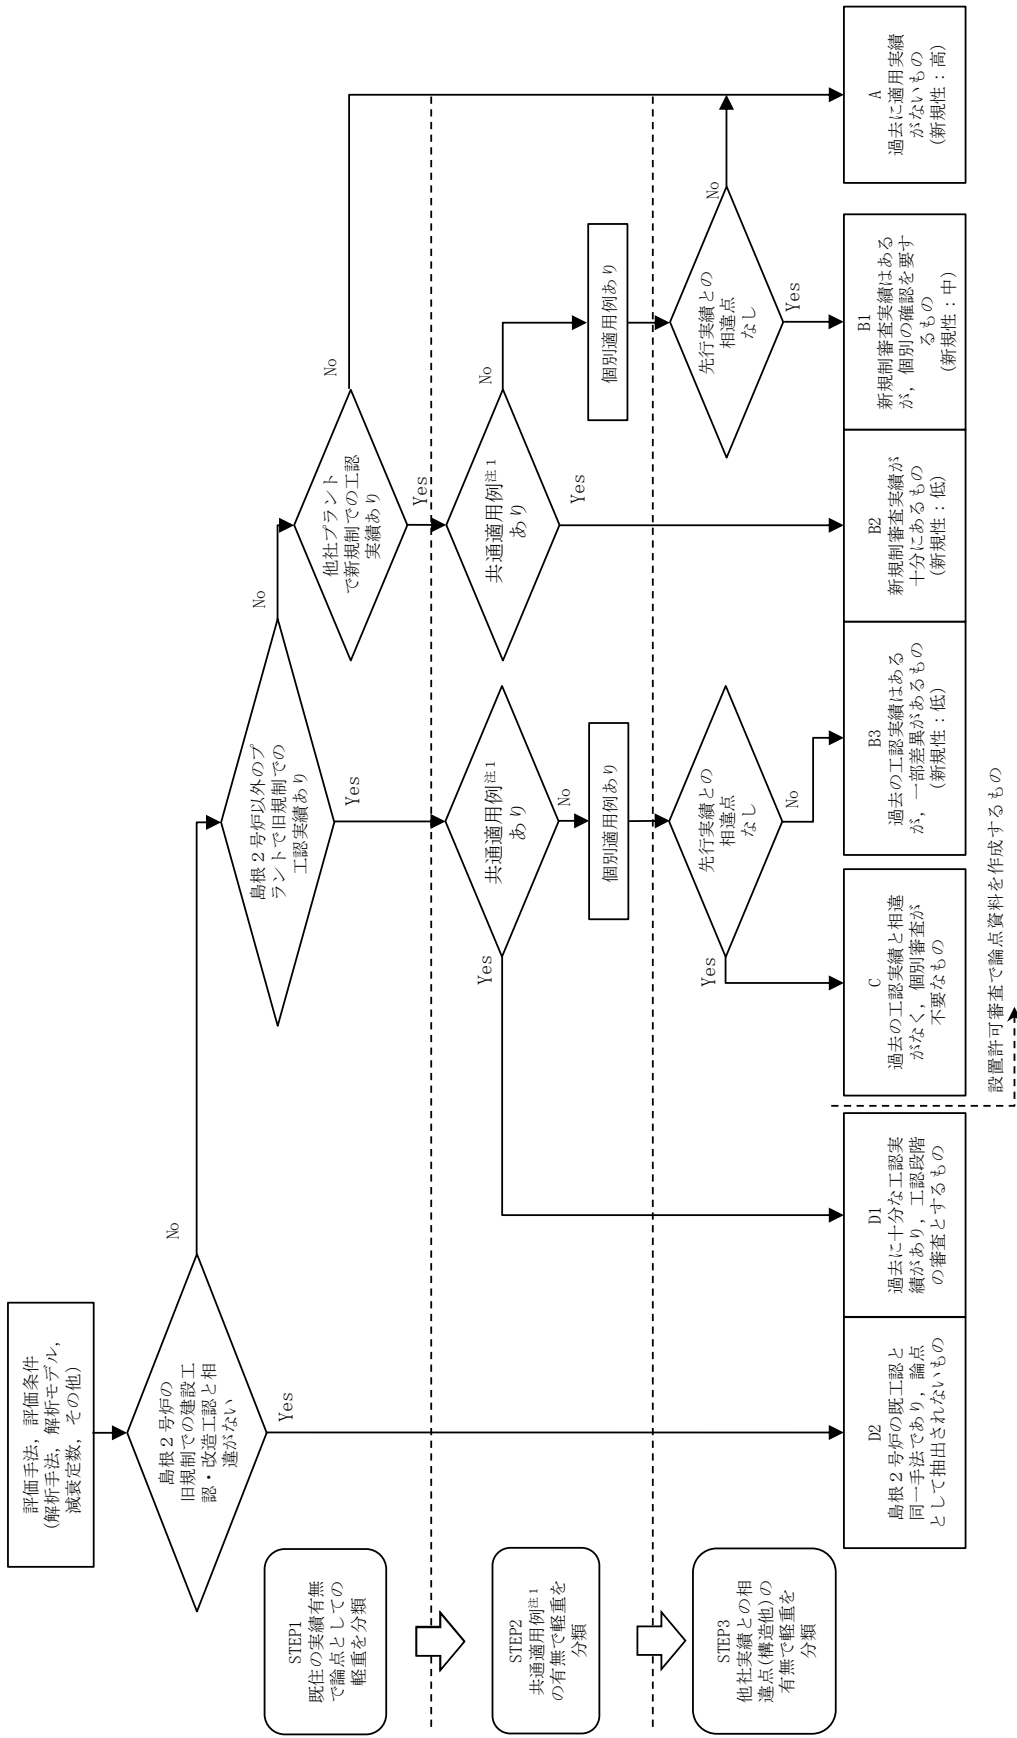 評価手法，評価条件
(解析手法，解析モデル，
減衰定数，その他)
島根２号炉の
旧規制での建設工
認・改造工認と相
違がない
No
Yes
島根２号炉以外のプ
ラントで旧規制での
工認実績あり
No
Yes
他社プラント
で新規制での工認
実績あり
No
Yes
STEP1
既往の実績有無
で論点としての
軽重を分類
共通適用例注１
あり
Yes
No
共通適用例注１
あり
No
Yes
STEP2
共通適用例注１
の有無で軽重を
分類
個別適用例あり
個別適用例あり
STEP3
他社実績との相
違点(構造他)の
有無で軽重を
分類
先行実績との
相違点
なし
Yes
No
先行実績との
相違点
なし
No
Yes
D2
島根２号炉の既工認と
同一手法であり，論点
として抽出されないもの
D1
過去に十分な工認実
績があり，工認段階
の審査とするもの
C
過去の工認実績と相違
がなく，個別審査が
不要なもの
B3
過去の工認実績はある
が，一部差異があるもの
(新規性：低)
B2
新規制審査実績が
十分にあるもの
(新規性：低)
B1
新規制審査実績はある
が，個別の確認を要す
るもの
(新規性：中)
A
過去に適用実績
がないもの
(新規性：高)
設置許可審査で論点資料を作成するもの